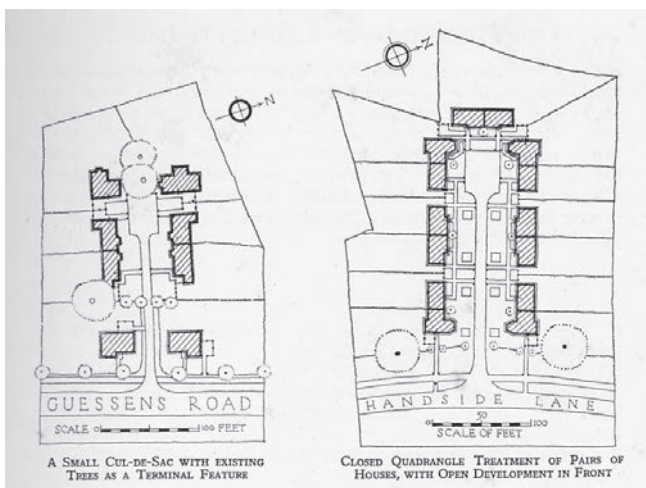 N
GUESSENS ROAD
SCALE 0 100 FEET
A SMALL CUL-DE-SAC WITH EXISTING
TREES AS A TERMINAL FEATURE
N
HANDSIDE LANE
0 50 100
SCALE OF FEET
CLOSED QUADRANGLE TREATMENT OF PAIRS OF
HOUSES, WITH OPEN DEVELOPMENT IN FRONT